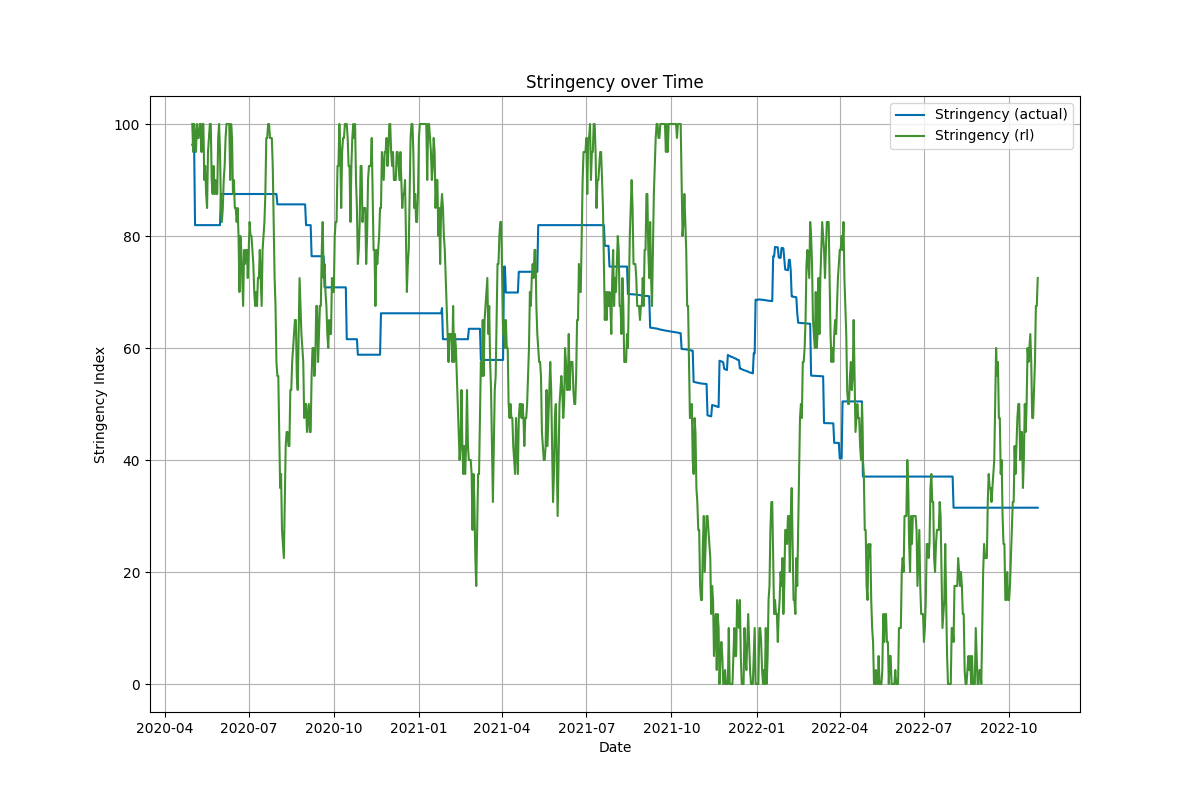 Stringency over Time
Stringency (actual)
Stringency (rl)
100
80
60
40
20
0
Stringency Index
2020-04 2020-07 2020-10 2021-01 2021-04 2021-07 2021-10 2022-01 2022-04 2022-07 2022-10
Date